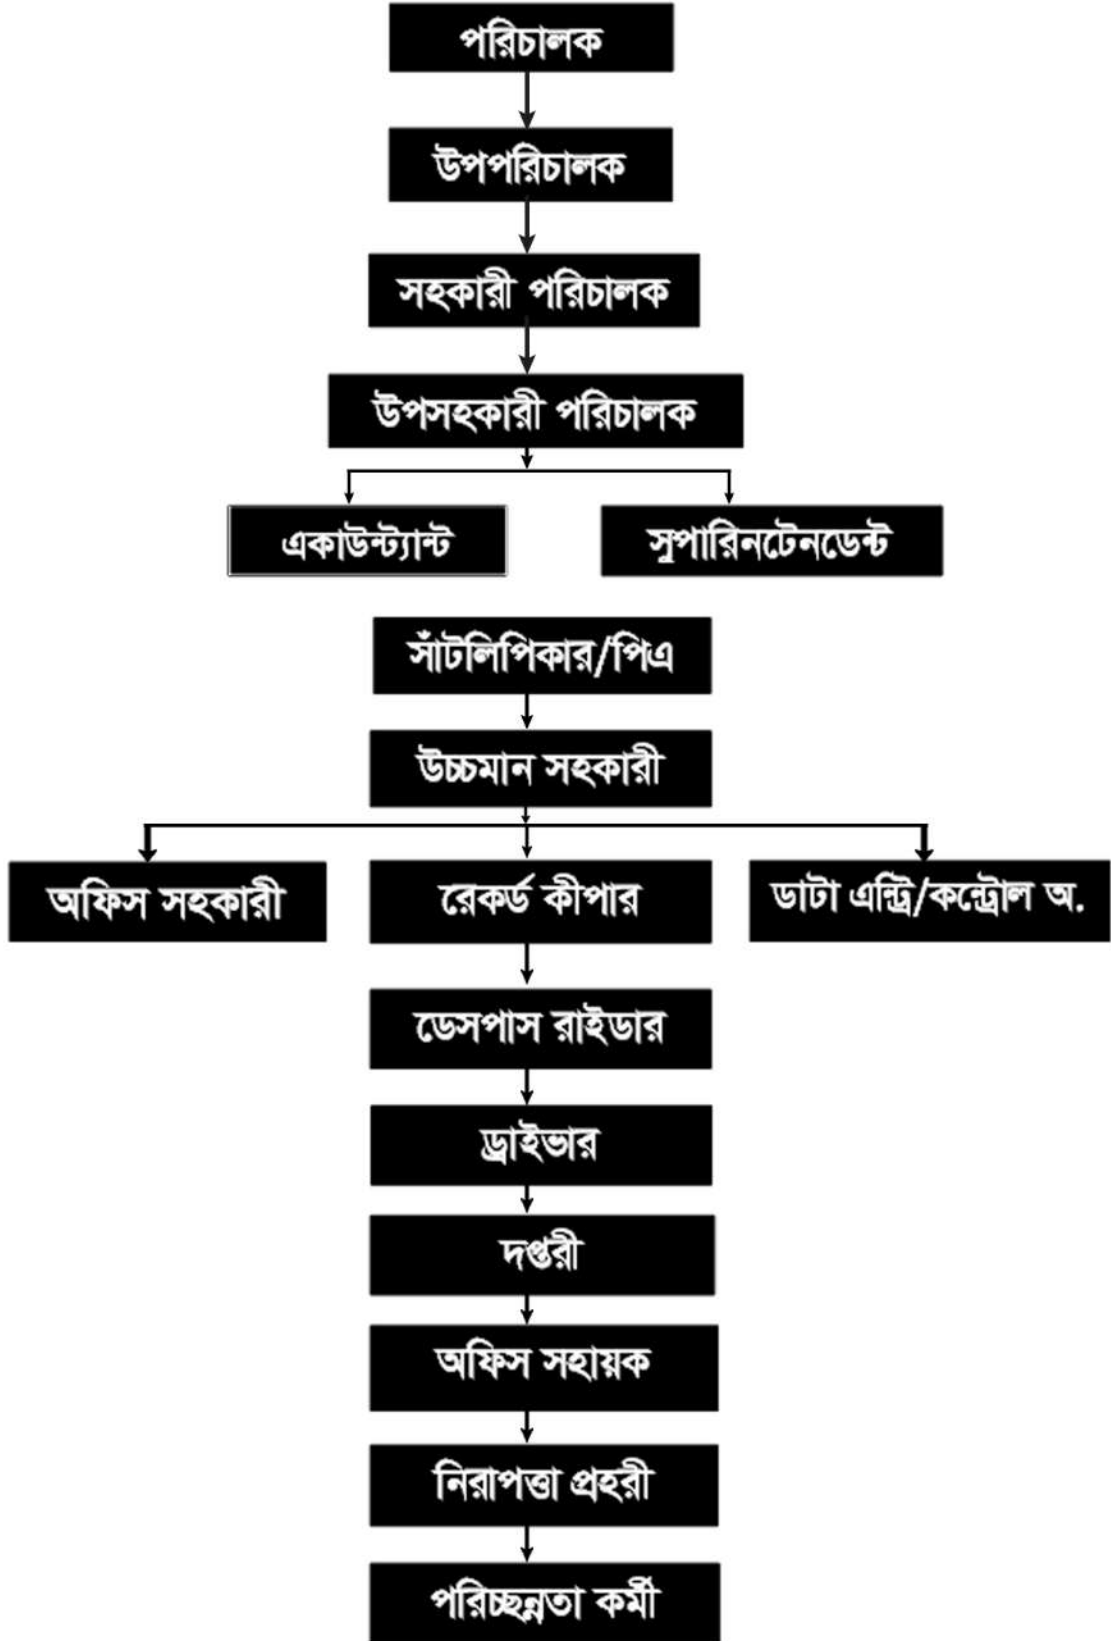 পরিচালক
উপপরিচালক
সহকারী পরিচালক
উপসহকারী পরিচালক
একাউন্ট্যান্ট
সুপারিনটেনডেন্ট
সাঁটলিপিকার/পিএ
উচ্চমান সহকারী
অফিস সহকারী
রেকর্ড কীপার
ডাটা এন্ট্রি/কন্ট্রোল অ.
ডেসপাস রাইডার
ড্রাইভার
দপ্তরী
অফিস সহায়ক
নিরাপত্তা প্রহরী
পরিচ্ছন্নতা কর্মী